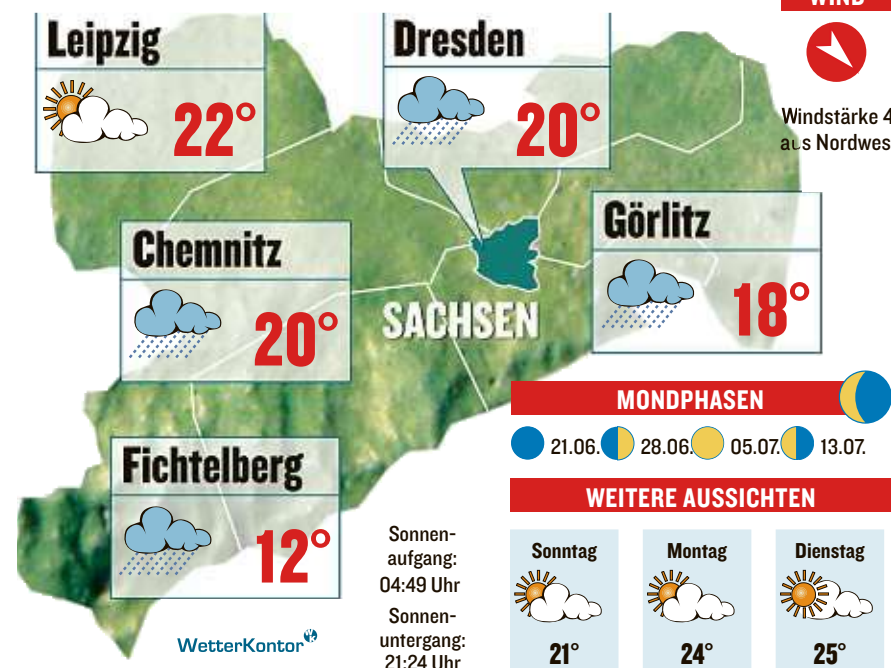 Leipzig
22°
Dresden
20°
WIND
Windstärke 4
aus Nordwes
Chemnitz
20°
Görlitz
18°
SACHSEN
Fichtelberg
12°
MONDPHASEN
21.06.
28.06.
05.07.
13.07.
WEITERE AUSSICHTEN
Sonntag
Montag
Dienstag
21°
24°
25°
Sonnen-
aufgang:
04:49 Uhr
Sonnen-
untergang:
21:24 Uhr
WetterKontor